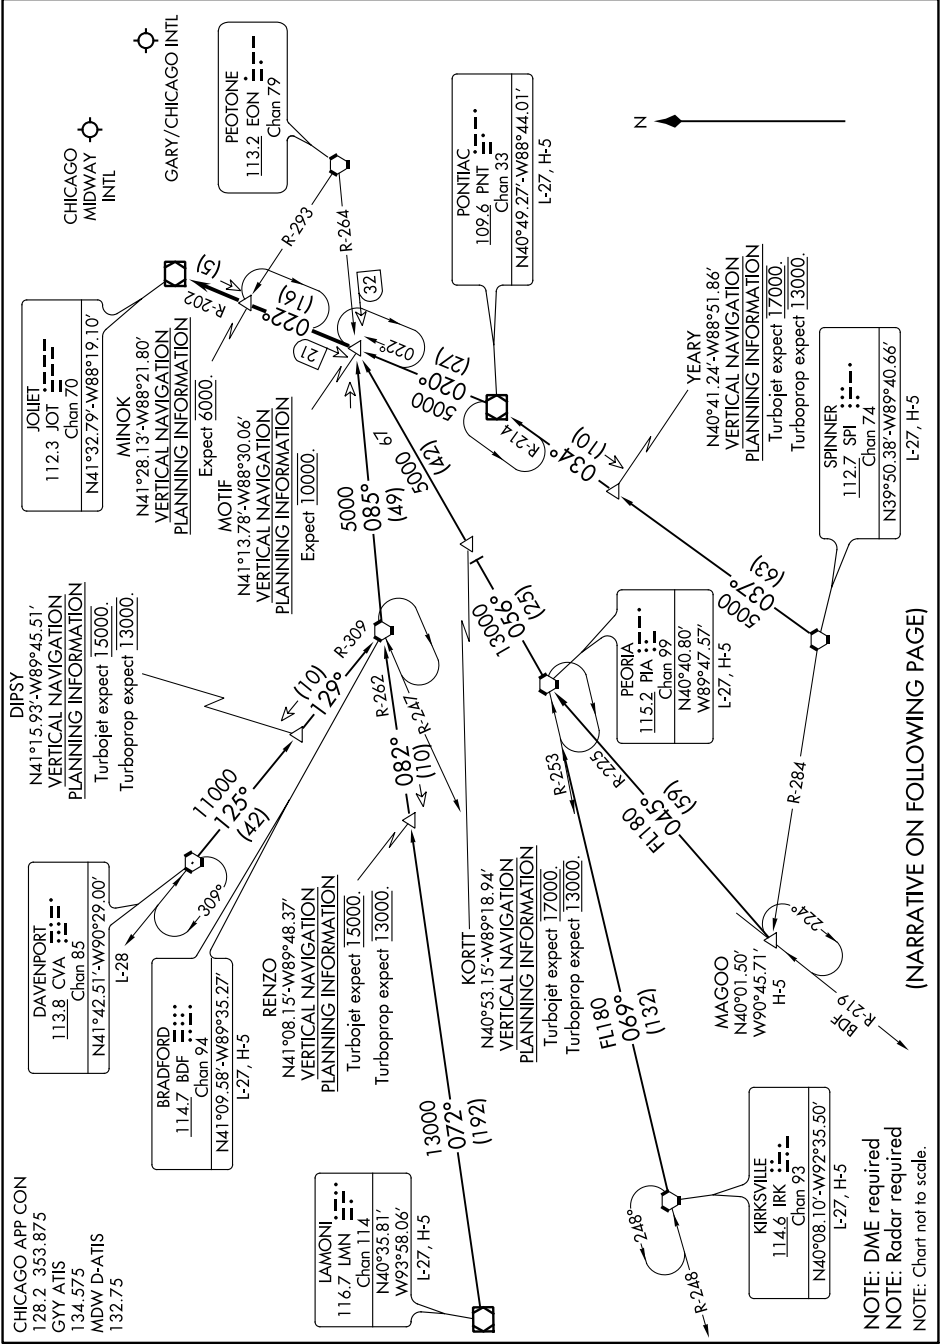 CHICAGO APP CON
128.2 353.875
GYY ATIS
134.575
MDW D-ATIS
132.75
DAVENPORT
113.8 CVA
Chan 85
N41°42.51'-W90°29.00'
L-28
DIPSY
N41°15.93'-W89°45.51'
VERTICAL NAVIGATION
PLANNING INFORMATION
Turbojet expect 15000.
Turboprop expect 13000.
JOLIET
112.3 JOT
Chan 70
N41°32.79'-W88°19.10'
CHICAGO
MIDWAY
INTL
GARY/CHICAGO INTL
PEOTONE
113.2 EON
Chan 79
MINOK
N41°28.13'-W88°21.80'
VERTICAL NAVIGATION
PLANNING INFORMATION
Expect 6000.
MOTIF
N41°13.78'-W88°30.06'
VERTICAL NAVIGATION
PLANNING INFORMATION
Expect 10000.
BRADFORD
114.7 BDF
Chan 94
N41°09.58'-W89°35.27'
L-27, H-5
RENZO
N41°08.15'-W89°48.37'
VERTICAL NAVIGATION
PLANNING INFORMATION
Turbojet expect 15000.
Turboprop expect 13000.
LAMONI
116.7 LMN
Chan 114
N40°35.81'
W93°58.06'
L-27, H-5
KORTT
N40°53.15'-W89°18.94'
VERTICAL NAVIGATION
PLANNING INFORMATION
Turbojet expect 17000.
Turboprop expect 13000.
PONTIAC
109.6 PNT
Chan 33
N40°49.27'-W88°44.01'
L-27, H-5
PEORIA
115.2 PIA
Chan 99
N40°40.80'
W89°47.57'
L-27, H-5
YEARY
N40°41.24'-W88°51.86'
VERTICAL NAVIGATION
PLANNING INFORMATION
Turbojet expect 17000.
Turboprop expect 13000.
SPINNER
112.7 SPI
Chan 74
N39°50.38'-W89°40.66'
L-27, H-5
MAGOO
N40°01.50'
W90°45.71'
H-5
KIRKSVILLE
114.6 IRK
Chan 93
N40°08.10'-W92°35.50'
L-27, H-5
11000
125°
(42)
309°
(10)
129°
R-309
13000
072°
(192)
082°
(10)
R-262
R-247
5000
085°
(49)
R-202
(5)
022°
(16)
R-293
R-264
21
32
022°
5000
020°
(27)
67
5000
(42)
13000
056°
(25)
R-214
034°
(10)
5000
037°
(63)
R-284
FL180
069°
(132)
R-253
FL180
045°
(59)
R-225
224°
BDF
R-219
248°
R-248
N
NOTE: DME required
NOTE: Radar required
NOTE: Chart not to scale.
(NARRATIVE ON FOLLOWING PAGE)